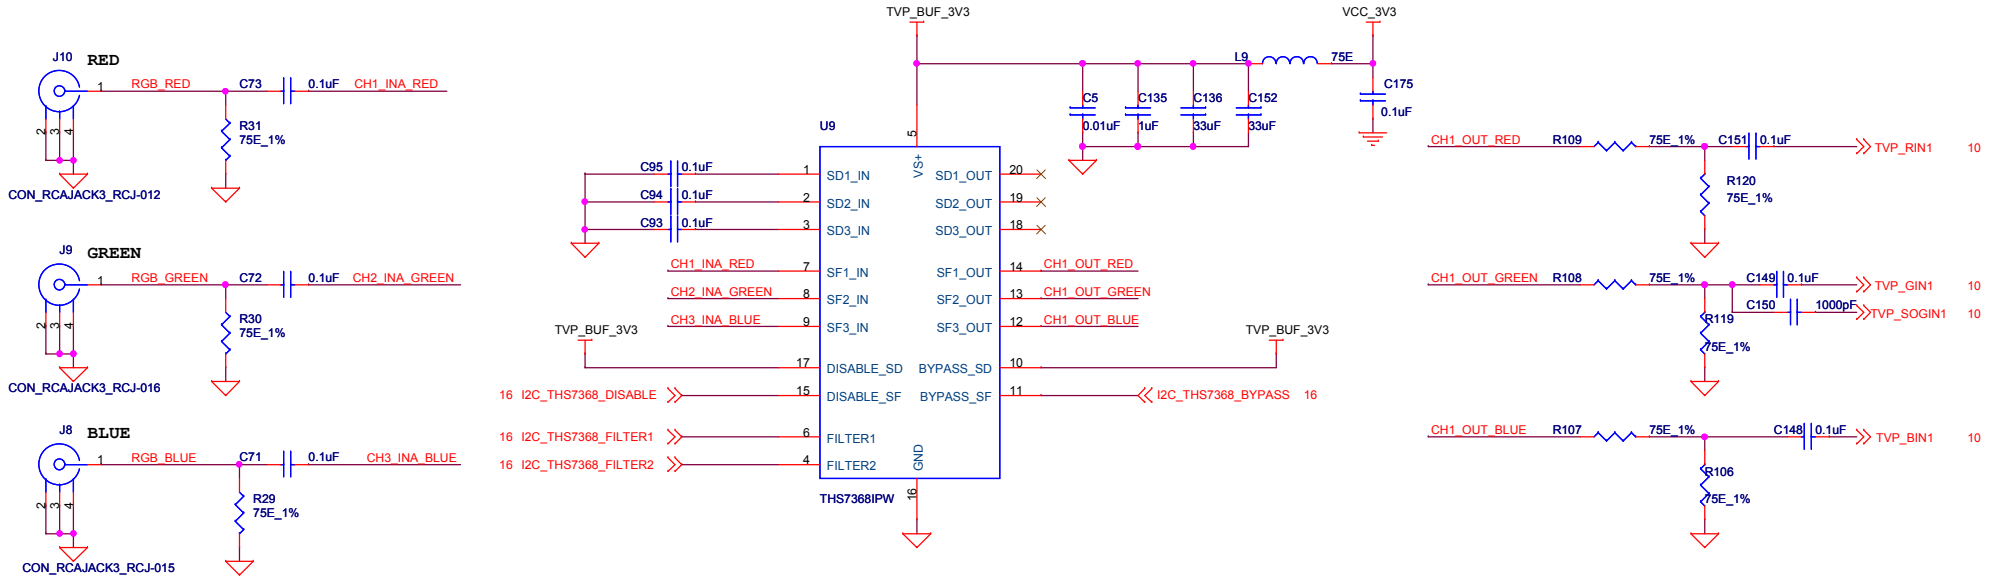 TVP_BUF_3V3
VCC_3V3
J10 RED
1 RGB_RED C73 0.1uF CH1_INA_RED
2 3 4
R31
75E_1%
CON_RCAJACK3_RCJ-012
J9 GREEN
1 RGB_GREEN C72 0.1uF CH2_INA_GREEN
2 3 4
R30
75E_1%
CON_RCAJACK3_RCJ-016
J8 BLUE
1 RGB_BLUE C71 0.1uF CH3_INA_BLUE
2 3 4
R29
75E_1%
CON_RCAJACK3_RCJ-015
L9 75E
C5 C135 C136 C152
0.01uF 1uF 33uF 33uF
C175
0.1uF
U9
5
VS+
C95 0.1uF 1 SD1_IN SD1_OUT 20
C94 0.1uF 2 SD2_IN SD2_OUT 19
C93 0.1uF 3 SD3_IN SD3_OUT 18
CH1_INA_RED 7 SF1_IN SF1_OUT 14 CH1_OUT_RED
CH2_INA_GREEN 8 SF2_IN SF2_OUT 13 CH1_OUT_GREEN
CH3_INA_BLUE 9 SF3_IN SF3_OUT 12 CH1_OUT_BLUE
TVP_BUF_3V3 TVP_BUF_3V3
17 DISABLE_SD BYPASS_SD 10
16 I2C_THS7368_DISABLE 15 DISABLE_SF BYPASS_SF 11 I2C_THS7368_BYPASS 16
16 I2C_THS7368_FILTER1 6 FILTER1
16 I2C_THS7368_FILTER2 4 FILTER2
GND
16
THS7368IPW
CH1_OUT_RED R109 75E_1% C151 0.1uF TVP_RIN1 10
R120
75E_1%
CH1_OUT_GREEN R108 75E_1% C149 0.1uF TVP_GIN1 10
C150 1000pF TVP_SOGIN1 10
R119
75E_1%
CH1_OUT_BLUE R107 75E_1% C148 0.1uF TVP_BIN1 10
R106
75E_1%